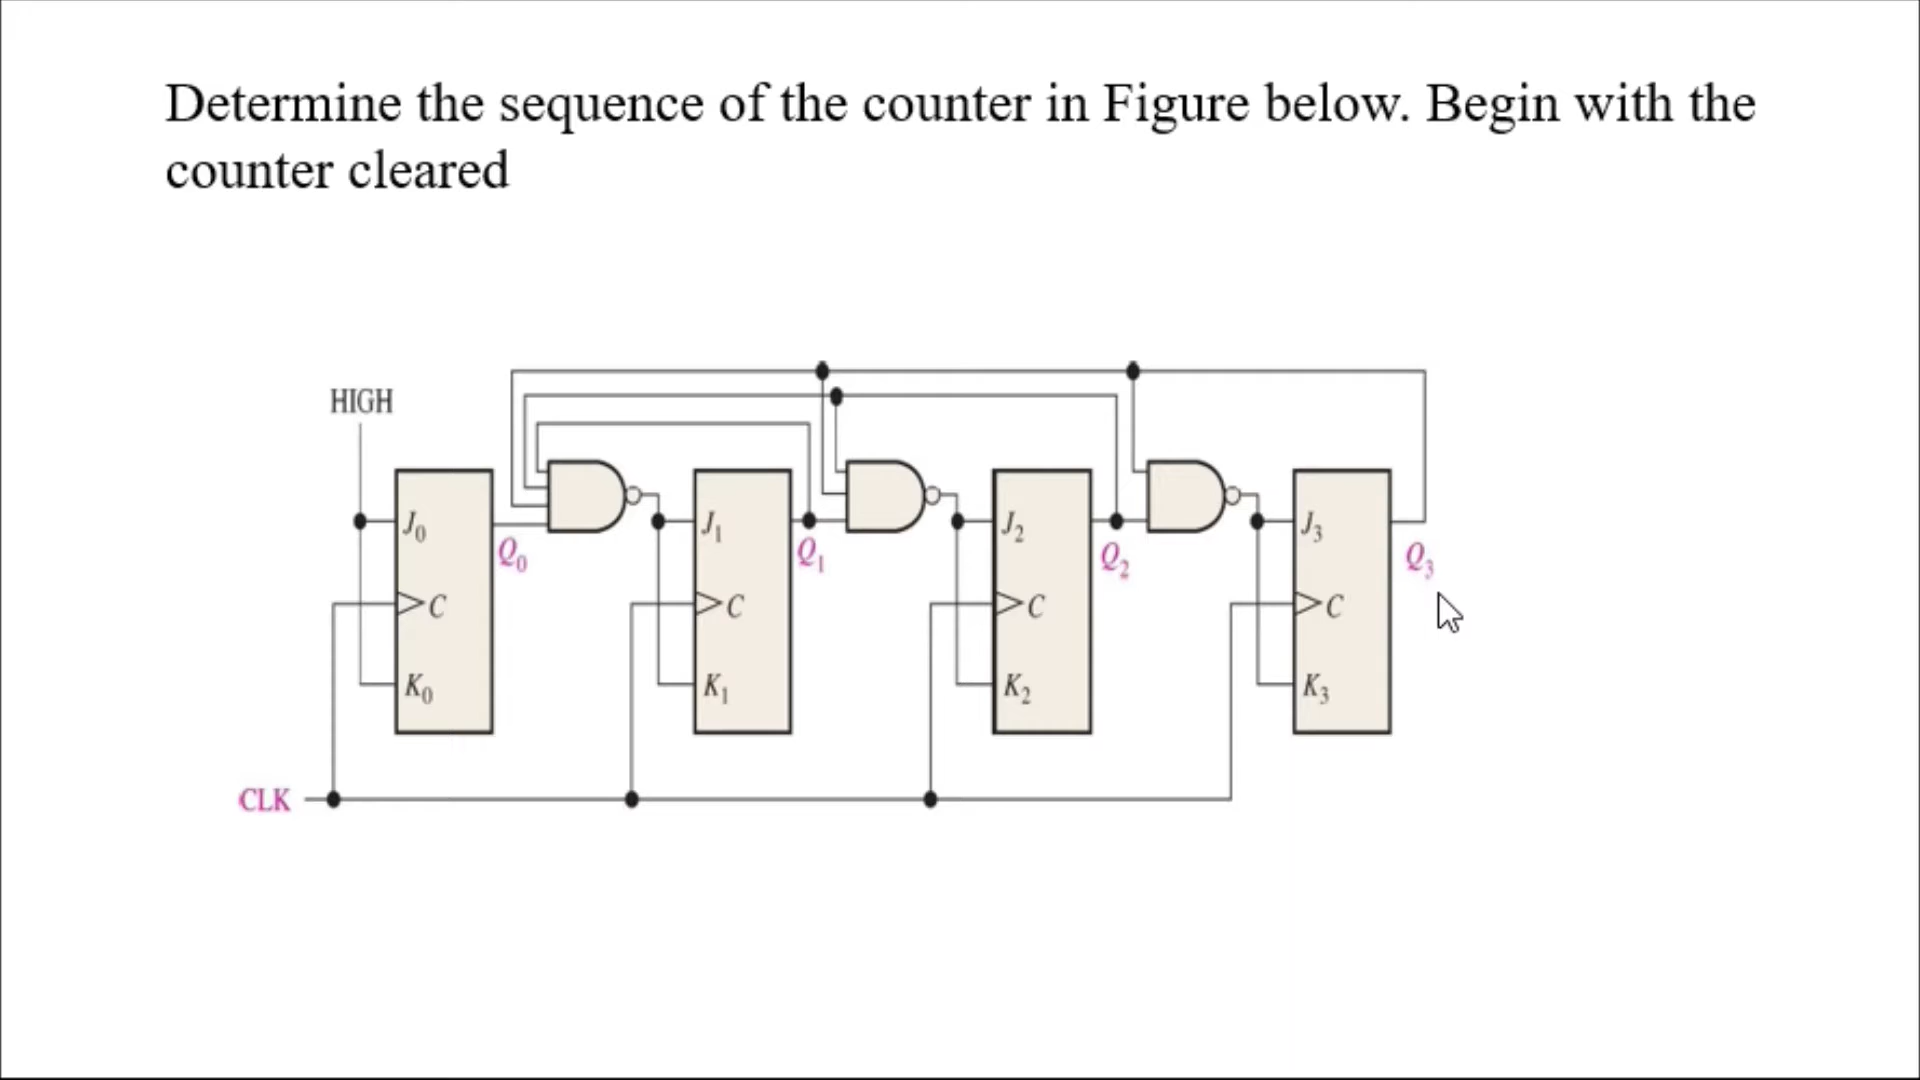 Determine the sequence of the counter in Figure below. Begin with the
counter cleared
HIGH
J₀
Q₀
C
K₀
J₁
Q₁
C
K₁
J₂
Q₂
C
K₂
J₃
Q₃
C
K₃
CLK